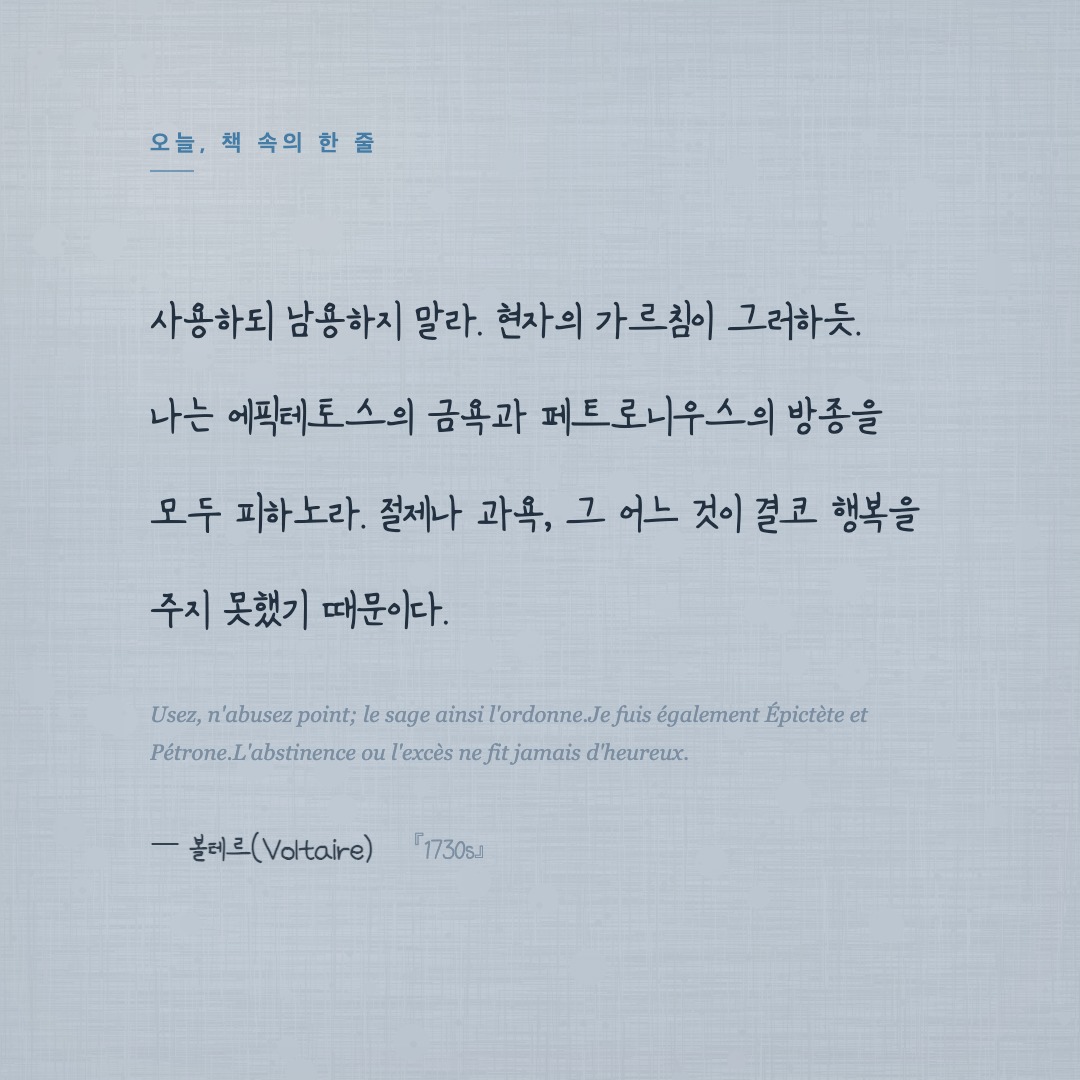 오늘, 책 속의 한 줄
사용하되 남용하지 말라. 현자의 가르침이 그러하듯.
나는 에픽테토스의 금욕과 페트로니우스의 방종을
모두 피하노라. 절제나 과욕, 그 어느 것이 결코 행복을
주지 못했기 때문이다.
Usez, n'abusez point; le sage ainsi l'ordonne.Je fuis également Épictète et
Pétrone.L'abstinence ou l'excès ne fit jamais d'heureux.
— 볼테르(Voltaire) 『1730s』